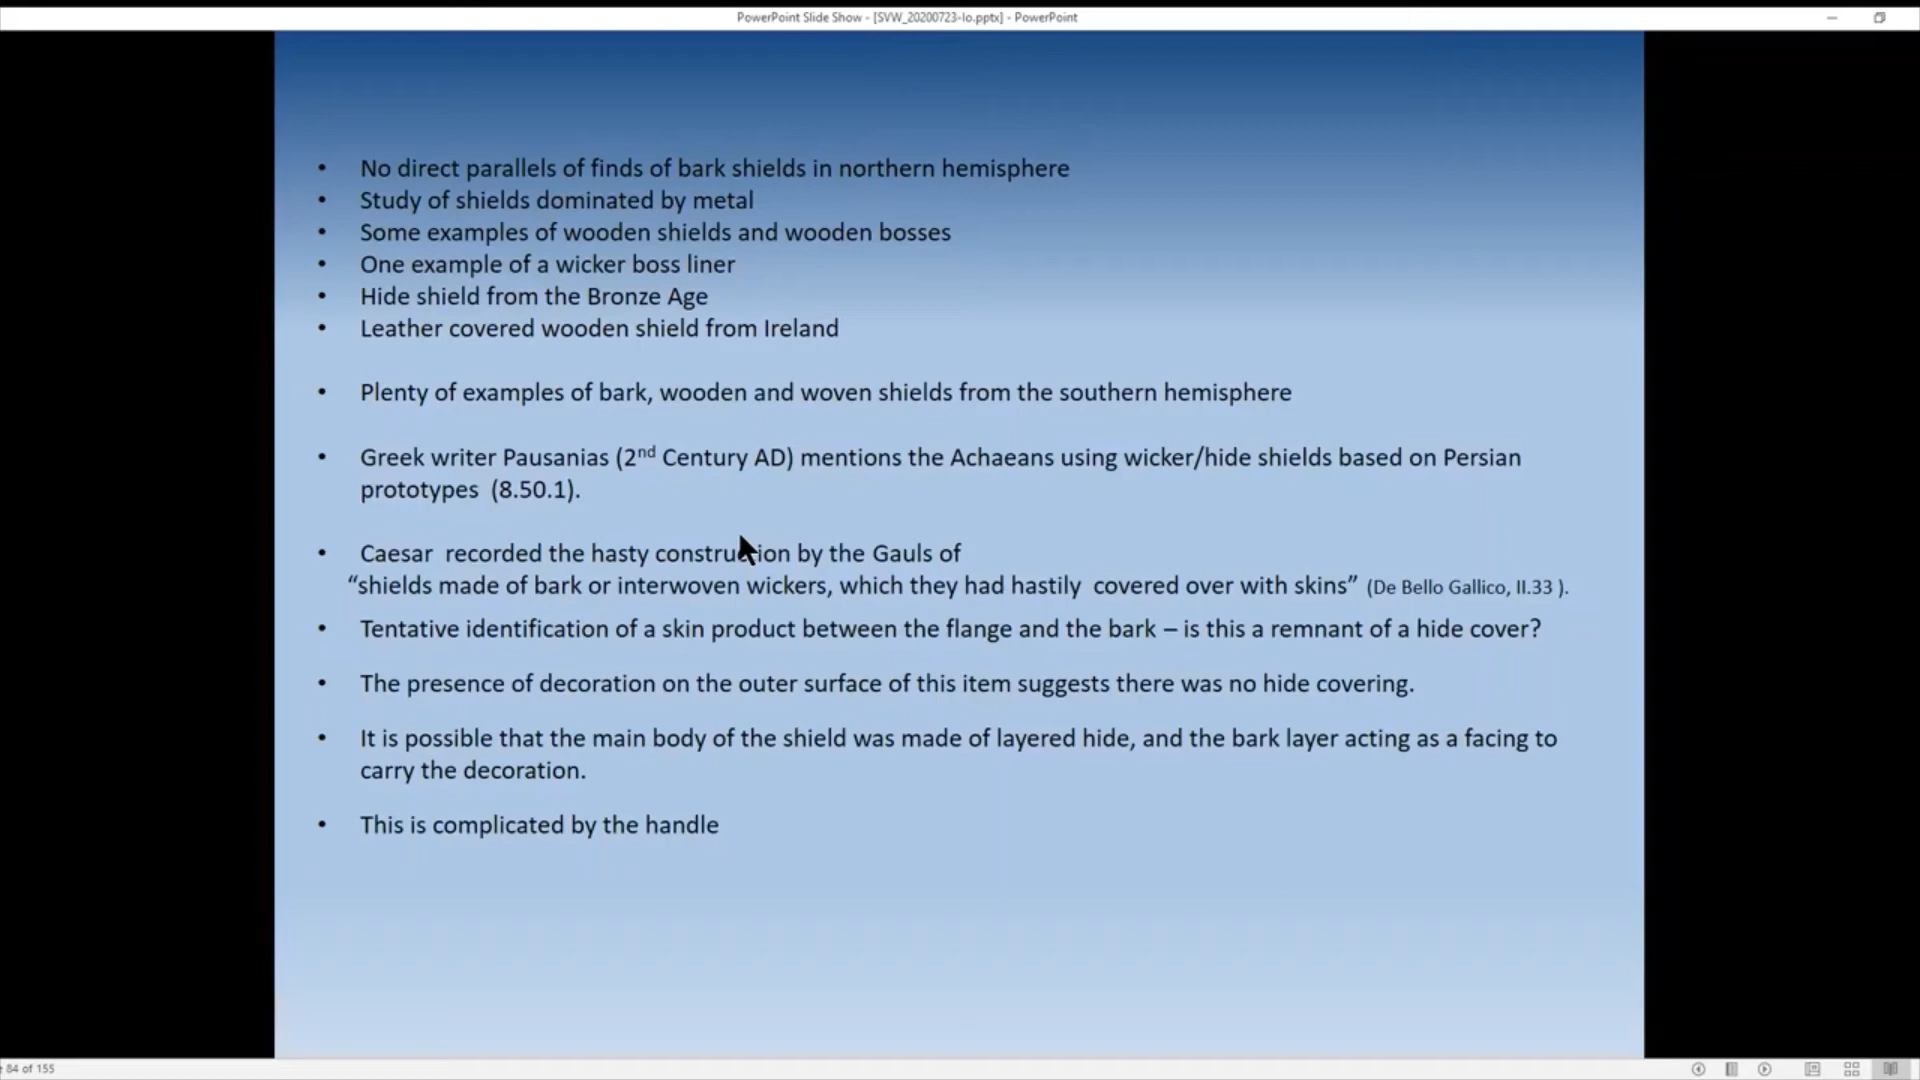 PowerPoint Slide Show - [SVW_20200723-lo.pptx] - PowerPoint
• No direct parallels of finds of bark shields in northern hemisphere
• Study of shields dominated by metal
• Some examples of wooden shields and wooden bosses
• One example of a wicker boss liner
• Hide shield from the Bronze Age
• Leather covered wooden shield from Ireland
• Plenty of examples of bark, wooden and woven shields from the southern hemisphere
• Greek writer Pausanias (2nd Century AD) mentions the Achaeans using wicker/hide shields based on Persian
prototypes (8.50.1).
• Caesar recorded the hasty construction by the Gauls of
“shields made of bark or interwoven wickers, which they had hastily covered over with skins” (De Bello Gallico, II.33 ).
• Tentative identification of a skin product between the flange and the bark – is this a remnant of a hide cover?
• The presence of decoration on the outer surface of this item suggests there was no hide covering.
• It is possible that the main body of the shield was made of layered hide, and the bark layer acting as a facing to
carry the decoration.
• This is complicated by the handle
84 of 155